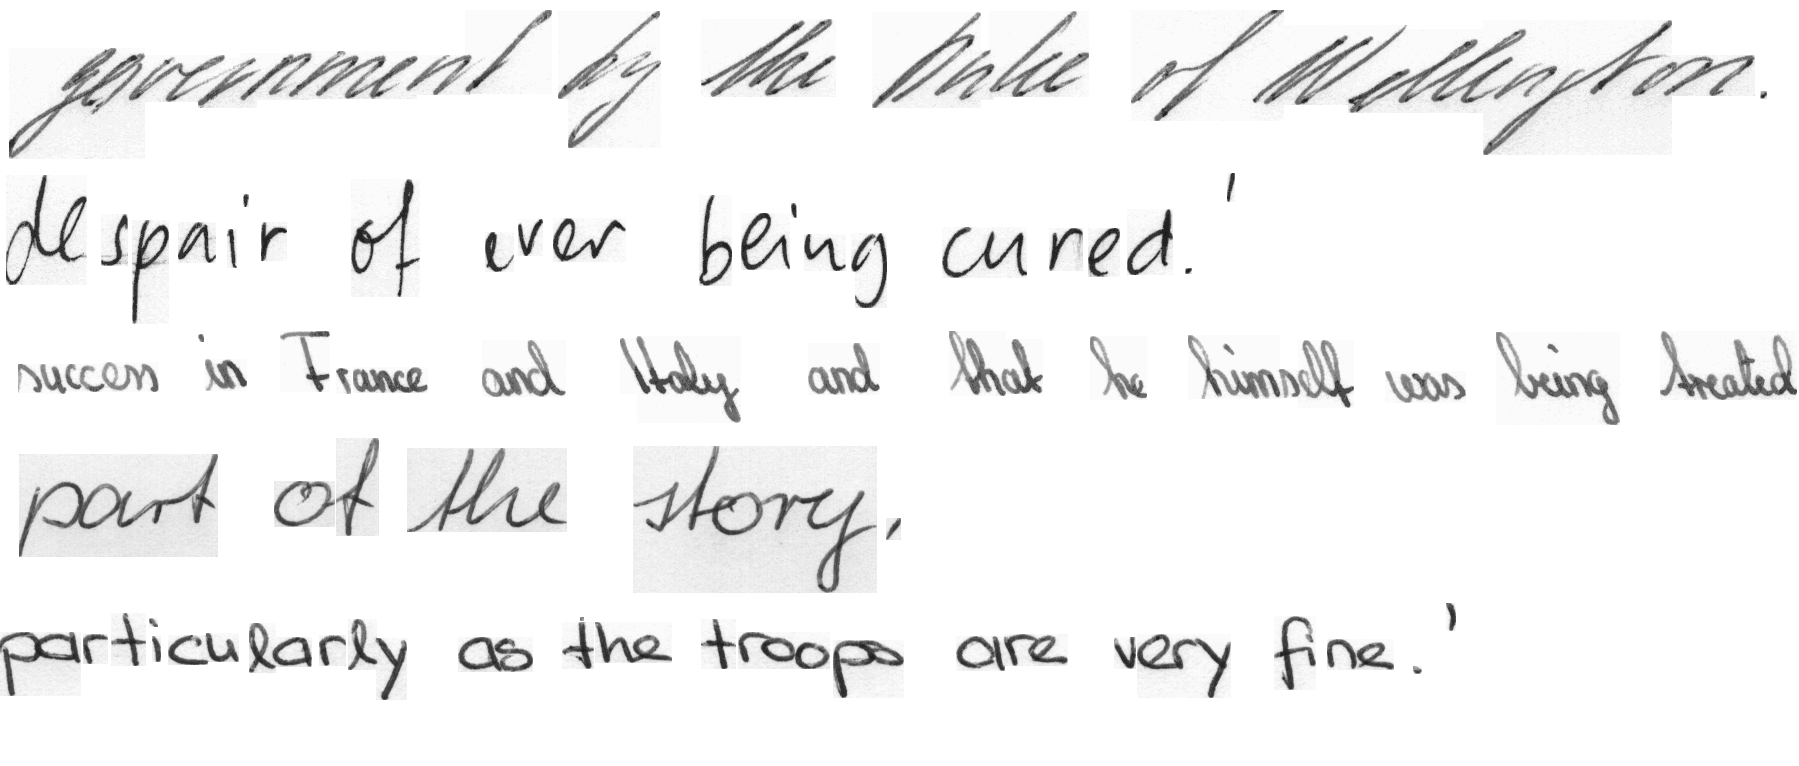 government by the Duke of Wellington.
despair of ever being cured.'
success in France and Italy and that he himself was being treated
part of the story,
particularly as the troops are very fine.'